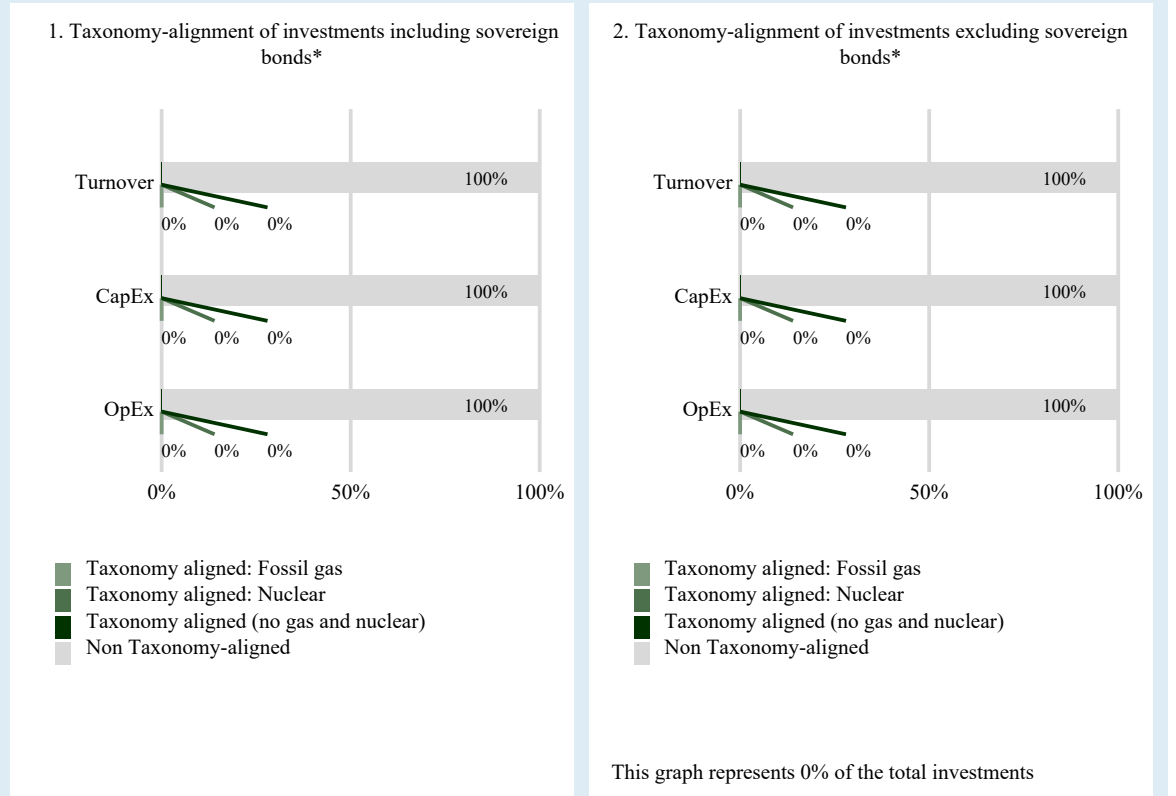 1. Taxonomy-alignment of investments including sovereign
bonds*
Turnover
100%
0% 0% 0%
CapEx
100%
0% 0% 0%
OpEx
100%
0% 0% 0%
0% 50% 100%
Taxonomy aligned: Fossil gas
Taxonomy aligned: Nuclear
Taxonomy aligned (no gas and nuclear)
Non Taxonomy-aligned
2. Taxonomy-alignment of investments excluding sovereign
bonds*
Turnover
100%
0% 0% 0%
CapEx
100%
0% 0% 0%
OpEx
100%
0% 0% 0%
0% 50% 100%
Taxonomy aligned: Fossil gas
Taxonomy aligned: Nuclear
Taxonomy aligned (no gas and nuclear)
Non Taxonomy-aligned
This graph represents 0% of the total investments